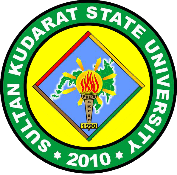 SULTAN KUDARAT STATE UNIVERSITY
★ 2010 ★